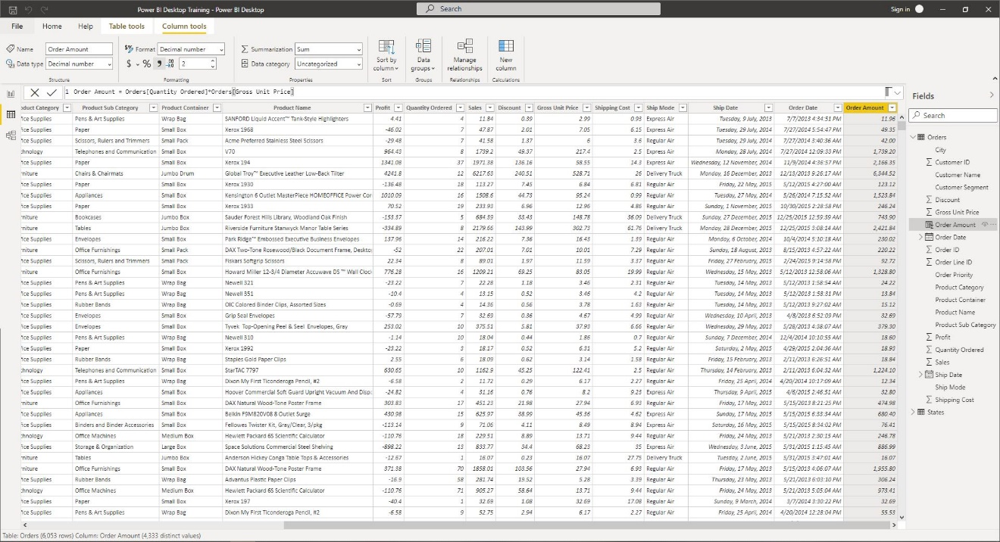 Power BI Desktop Training - Power BI Desktop
Search
Sign in
File Home Help Table tools Column tools
Name Order Amount
Format Decimal number
Summarization Sum
Data type Decimal number
$ % 9 .00 2
Data category Uncategorized
Sort by column
Data groups
Manage relationships
New column
Structure Formatting Properties Sort Groups Relationships Calculations
1 Order Amount = Orders[Quantity Ordered]*Orders[Gross Unit Price]
Fields
Search
duct Category Product Sub Category Product Container Product Name Profit Quantity Ordered Sales Discount Gross Unit Price Shipping Cost Ship Mode Ship Date Order Date Order Amount
ice Supplies Pens & Art Supplies Wrap Bag SANFORD Liquid Accent™ Tank-Style Highlighters 4.41 4 11.84 0.39 2.99 0.93 Express Air Tuesday, 9 July, 2013 7/7/2013 4:34:51 PM 11.96
ice Supplies Paper Small Box Xerox 1968 -46.02 7 47.87 2.01 7.05 6.15 Express Air Tuesday, 29 July, 2014 7/27/2014 5:54:47 PM 49.35
ice Supplies Scissors, Rulers and Trimmers Small Pack Acme Preferred Stainless Steel Scissors -29.48 7 41.58 1.37 6 3.6 Regular Air Tuesday, 29 July, 2014 7/27/2014 3:40:36 AM 42.00
hnology Telephones and Communication Small Box V70 964.43 8 1739.2 49.37 217.4 2.5 Express Air Monday, 28 July, 2014 7/27/2014 12:09:33 PM 1,739.20
ice Supplies Paper Small Box Xerox 194 1341.08 37 1971.38 136.16 58.55 14.3 Express Air Wednesday, 12 November, 2014 11/9/2014 4:36:57 PM 2,166.35
rniture Chairs & Chairmats Jumbo Drum Global Troy™ Executive Leather Low-Back Tilter 4241.8 12 6217.63 240.51 528.71 26 Delivery Truck Monday, 16 December, 2013 12/13/2013 9:26:17 AM 6,344.52
ice Supplies Paper Small Box Xerox 1930 -136.48 18 113.27 7.45 6.84 6.81 Regular Air Friday, 22 May, 2015 5/12/2015 4:27:00 AM 123.12
ice Supplies Appliances Small Box Kensington 6 Outlet MasterPiece HOMEOFFICE Power Con 1010.09 16 1508.6 44.73 95.24 0.99 Regular Air Tuesday, 27 May, 2014 5/26/2014 7:15:52 AM 1,523.84
ice Supplies Paper Small Box Xerox 1933 70.52 19 233.93 6.96 12.96 4.86 Regular Air Sunday, 1 November, 2015 10/30/2015 2:28:58 PM 246.24
rniture Bookcases Jumbo Box Sauder Forest Hills Library, Woodland Oak Finish -153.37 5 684.39 33.43 148.78 36.09 Delivery Truck Sunday, 27 December, 2015 12/25/2015 12:59:39 AM 743.90
rniture Tables Jumbo Box Riverside Furniture Stanwyck Manor Table Series -334.89 8 2179.66 143.99 302.73 61.76 Delivery Truck Monday, 28 December, 2015 12/25/2015 3:08:14 AM 2,421.84
ice Supplies Envelopes Small Box Park Ridge™ Embossed Executive Business Envelopes 137.96 14 216.22 7.36 16.43 1.39 Regular Air Monday, 6 October, 2014 10/4/2014 5:10:18 AM 230.02
rniture Office Furnishings Small Pack DAX Two-Tone Rosewood/Black Document Frame, Deskto -52 22 207.01 7.01 10.01 7.29 Regular Air Sunday, 18 August, 2013 8/15/2013 4:57:22 AM 220.22
ice Supplies Scissors, Rulers and Trimmers Small Pack Fiskars Softgrip Scissors 22.34 8 89.01 1.97 11.59 3.37 Regular Air Friday, 27 February, 2015 2/24/2015 9:14:58 PM 92.72
rniture Office Furnishings Small Box Howard Miller 12-3/4 Diameter Accuwave DS ™ Wall Clock 776.28 16 1209.21 69.25 83.05 19.99 Regular Air Wednesday, 15 May, 2013 5/12/2013 12:58:06 AM 1,328.80
ice Supplies Pens & Art Supplies Wrap Bag Newell 321 -23.22 7 22.28 1.18 3.46 2.31 Regular Air Tuesday, 14 May, 2013 5/12/2013 1:58:54 AM 24.22
ice Supplies Pens & Art Supplies Wrap Bag Newell 351 -10.4 4 13.15 0.52 3.46 4.2 Regular Air Tuesday, 14 May, 2013 5/12/2013 1:58:31 PM 13.84
ice Supplies Rubber Bands Wrap Bag OIC Colored Binder Clips, Assorted Sizes -0.69 4 14.36 0.56 3.78 1.63 Regular Air Tuesday, 14 May, 2013 5/12/2013 9:27:02 AM 15.12
ice Supplies Envelopes Small Box Grip Seal Envelopes -57.79 7 32.69 0.36 4.67 4.99 Regular Air Wednesday, 10 April, 2013 4/8/2013 6:52:09 PM 32.69
ice Supplies Envelopes Small Box Tyvek Top-Opening Peel & Seel Envelopes, Gray 253.02 10 375.51 5.81 37.93 6.66 Regular Air Wednesday, 29 May, 2013 5/28/2013 4:38:07 AM 379.30
ice Supplies Pens & Art Supplies Wrap Bag Newell 310 -1.14 10 18.04 0.44 1.86 0.7 Regular Air Sunday, 7 December, 2014 12/4/2014 10:10:55 AM 18.60
ice Supplies Paper Small Box Xerox 1992 -23.22 3 18.17 0.52 6.31 5.2 Regular Air Saturday, 2 May, 2015 4/29/2015 2:04:36 AM 18.93
ice Supplies Rubber Bands Wrap Bag Staples Gold Paper Clips 2.55 6 18.09 0.62 3.14 1.58 Regular Air Friday, 15 February, 2013 2/11/2013 6:26:51 AM 18.84
hnology Telephones and Communication Small Box StarTAC 7797 630.65 10 1162.9 45.25 122.41 2.5 Regular Air Thursday, 14 February, 2013 2/11/2013 6:04:32 AM 1,224.10
ice Supplies Pens & Art Supplies Wrap Bag Dixon My First Ticonderoga Pencil, #2 -6.58 2 11.72 0.29 6.17 2.27 Regular Air Friday, 25 April, 2014 4/20/2014 10:17:09 AM 12.34
ice Supplies Appliances Small Box Hoover Commercial Soft Guard Upright Vacuum And Dispo -24.82 4 31.16 0.76 8.2 9.23 Express Air Thursday, 9 April, 2015 4/6/2015 2:46:51 AM 32.80
rniture Office Furnishings Small Box DAX Natural Wood-Tone Poster Frame 303.83 17 451.23 21.98 27.94 6.93 Regular Air Friday, 17 May, 2013 5/15/2013 8:21:25 PM 474.98
ice Supplies Appliances Small Box Belkin F9M820V08 8 Outlet Surge 430.98 15 625.97 38.99 45.36 4.62 Express Air Sunday, 17 May, 2015 5/15/2015 6:33:34 AM 680.40
ice Supplies Binders and Binder Accessories Small Box Fellowes Twister Kit, Gray/Clear, 3/pkg -113.14 9 71.06 4.11 8.49 8.94 Express Air Saturday, 16 May, 2015 5/15/2015 8:34:02 PM 76.41
hnology Office Machines Medium Box Hewlett Packard 6S Scientific Calculator -110.76 18 229.51 8.89 13.71 9.44 Regular Air Friday, 24 May, 2013 5/21/2013 2:30:15 AM 246.78
ice Supplies Storage & Organization Large Box Space Solutions Commercial Steel Shelving -898.22 13 833.77 34.4 68.23 35 Express Air Wednesday, 3 June, 2015 5/31/2015 1:15:45 AM 886.99
rniture Tables Jumbo Box Anderson Hickey Conga Table Tops & Accessories -12.67 1 16.07 0.23 16.07 27.75 Delivery Truck Tuesday, 2 June, 2015 5/31/2015 3:47:01 AM 16.07
rniture Office Furnishings Small Box DAX Natural Wood-Tone Poster Frame 371.38 70 1858.01 103.56 27.94 6.93 Regular Air Friday, 17 May, 2013 5/15/2013 4:06:07 AM 1,955.80
ice Supplies Rubber Bands Wrap Bag Advantus Plastic Paper Clips -16.9 58 281.74 19.52 5.28 3.39 Regular Air Thursday, 23 May, 2013 5/21/2013 6:03:10 PM 306.24
hnology Office Machines Medium Box Hewlett Packard 6S Scientific Calculator -110.76 71 905.27 58.64 13.71 9.44 Regular Air Friday, 24 May, 2013 5/21/2013 5:05:04 AM 973.41
ice Supplies Paper Small Box Xerox 197 -40.4 1 32.69 1.08 32.69 17.08 Regular Air Sunday, 9 March, 2014 3/7/2014 3:30:22 PM 32.69
ice Supplies Pens & Art Supplies Wrap Bag Dixon My First Ticonderoga Pencil, #2 -6.58 9 52.75 2.94 6.17 2.27 Regular Air Friday, 25 April, 2014 4/20/2014 12:28:04 PM 55.53
Orders
City
Customer ID
Customer Name
Customer Segment
Discount
Gross Unit Price
Order Amount
Order Date
Order ID
Order Line ID
Order Priority
Product Category
Product Container
Product Name
Product Sub Category
Profit
Quantity Ordered
Sales
Ship Date
Ship Mode
Shipping Cost
States
Table: Orders (6,053 rows) Column: Order Amount (4,333 distinct values)